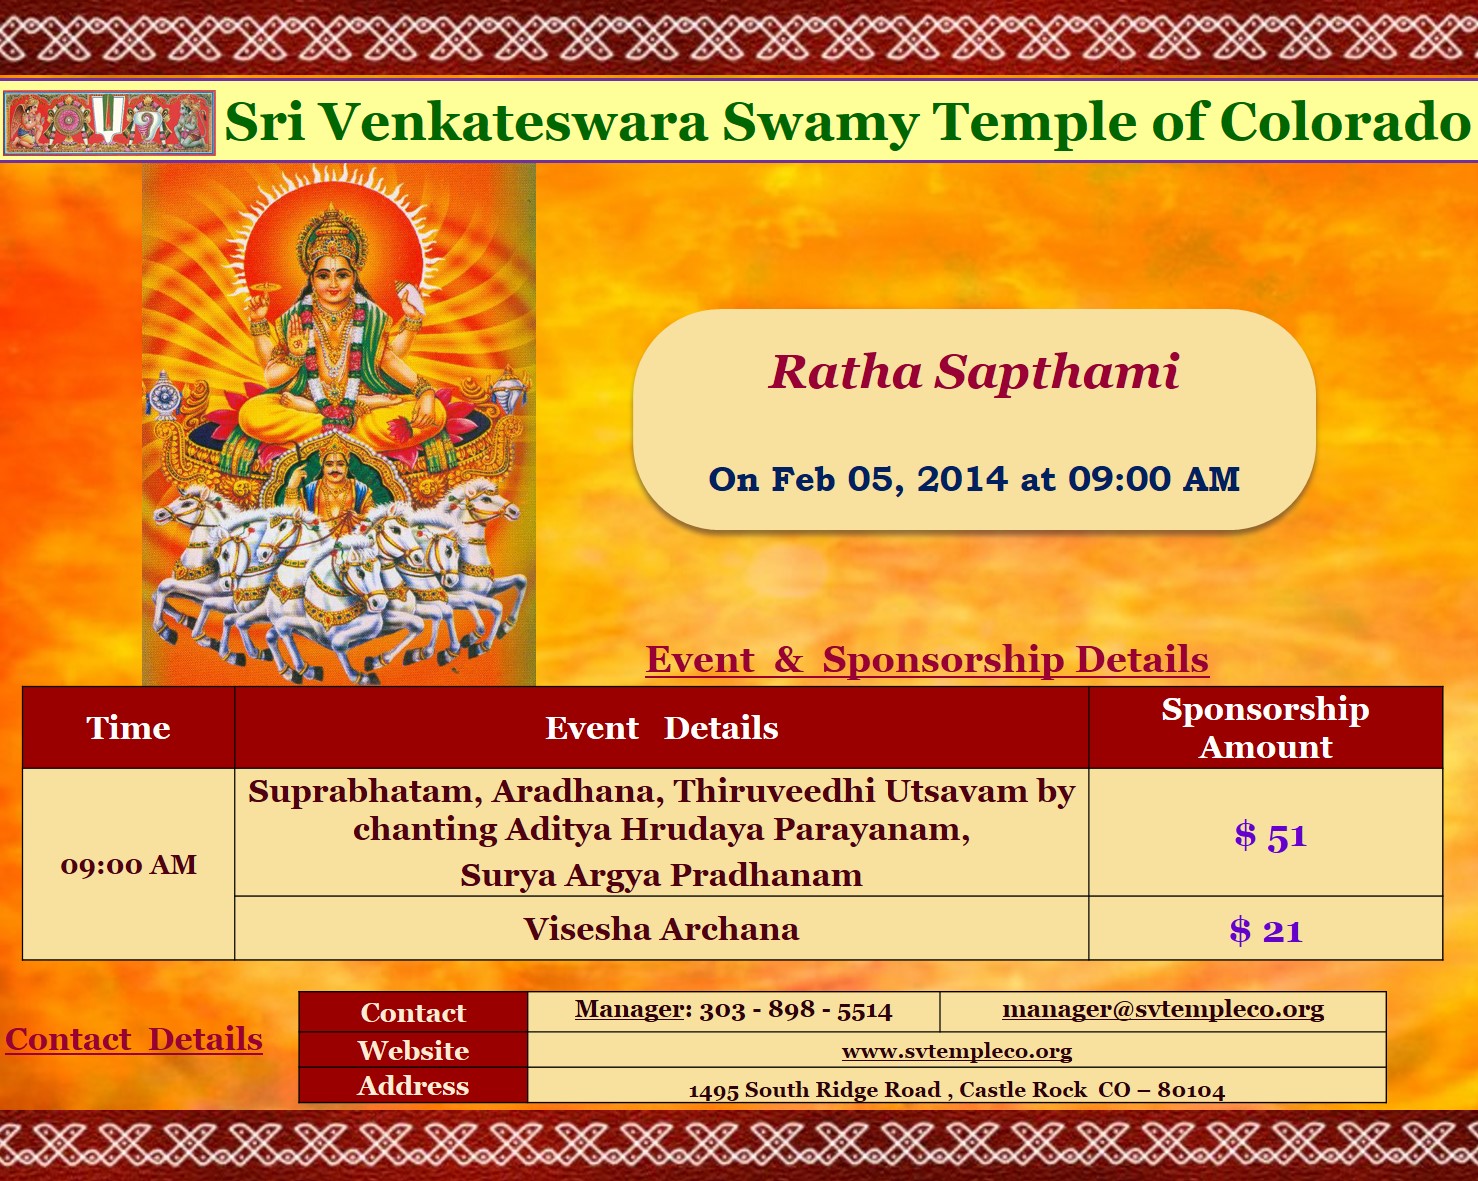 Sri Venkateswara Swamy Temple of Colorado
Ratha Sapthami
On Feb 05, 2014 at 09:00 AM
Event & Sponsorship Details
Time
Event Details
Sponsorship
Amount
09:00 AM
Suprabhatam, Aradhana, Thiruveedhi Utsavam by
chanting Aditya Hrudaya Parayanam,
Surya Argya Pradhanam
$ 51
Visesha Archana
$ 21
Contact Details
Contact
Manager: 303 - 898 - 5514
manager@svtempleco.org
Website
www.svtempleco.org
Address
1495 South Ridge Road , Castle Rock CO – 80104